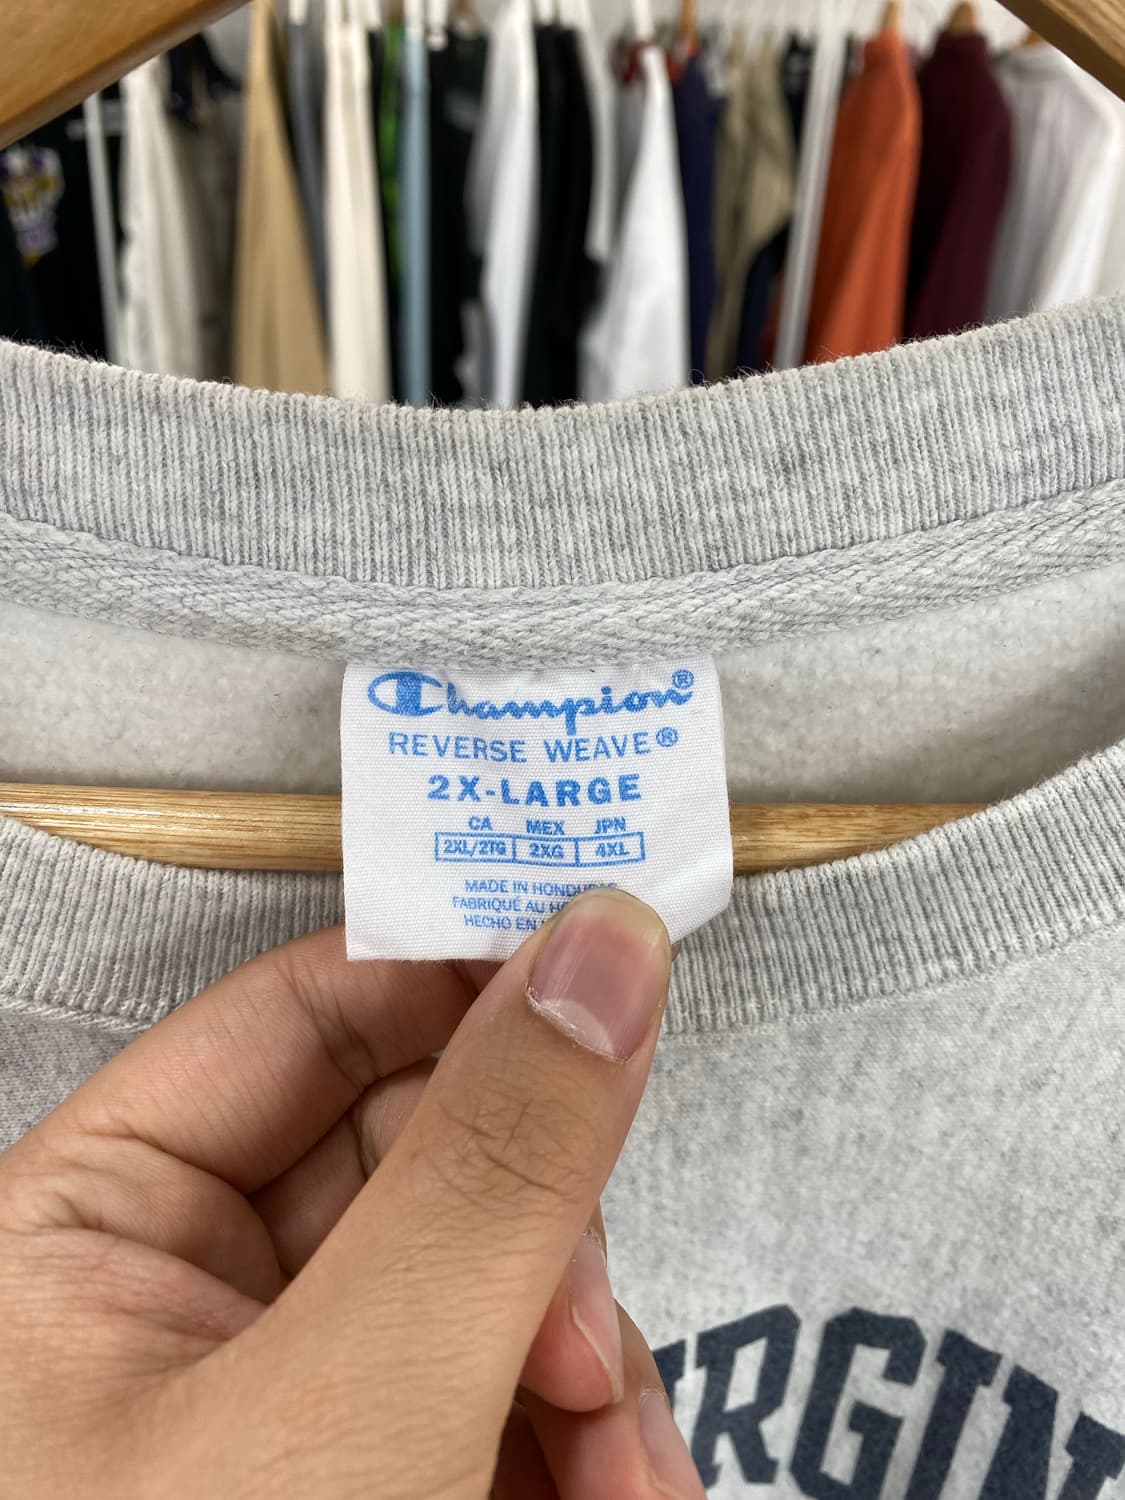 Champion®
REVERSE WEAVE®
2X-LARGE
CA MEX JPN
2XL/2TG 2XG 4XL
MADE IN
FABRIQUÉ AU
HECHO EN